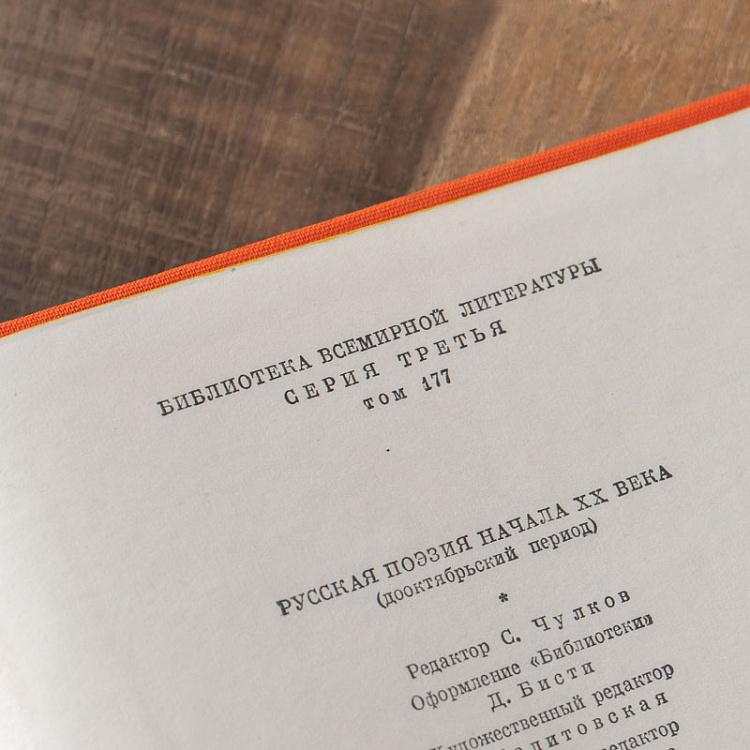 БИБЛИОТЕКА ВСЕМИРНОЙ ЛИТЕРАТУРЫ
СЕРИЯ ТРЕТЬЯ
том 177
РУССКАЯ ПОЭЗИЯ НАЧАЛА XX ВЕКА
(дооктябрьский период)
*
Редактор С. Чулков
Оформление «Библиотеки»
Д. Бисти
Художественный редактор
редактор